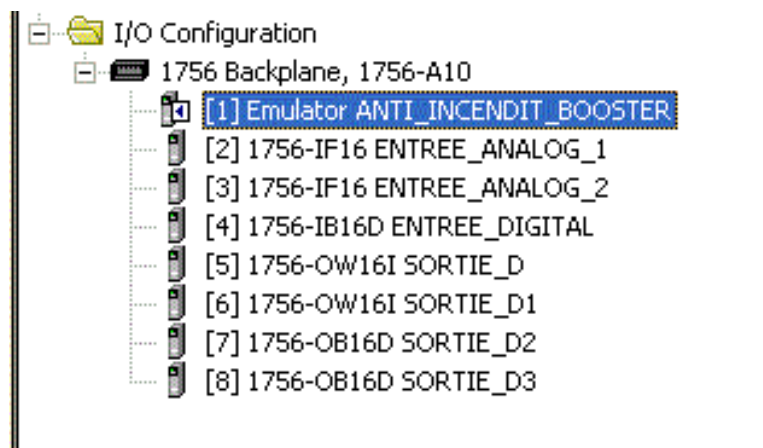 I/O Configuration
1756 Backplane, 1756-A10
[1] Emulator ANTI_INCENDIT_BOOSTER
[2] 1756-IF16 ENTREE_ANALOG_1
[3] 1756-IF16 ENTREE_ANALOG_2
[4] 1756-IB16D ENTREE_DIGITAL
[5] 1756-OW16I SORTIE_D
[6] 1756-OW16I SORTIE_D1
[7] 1756-OB16D SORTIE_D2
[8] 1756-OB16D SORTIE_D3